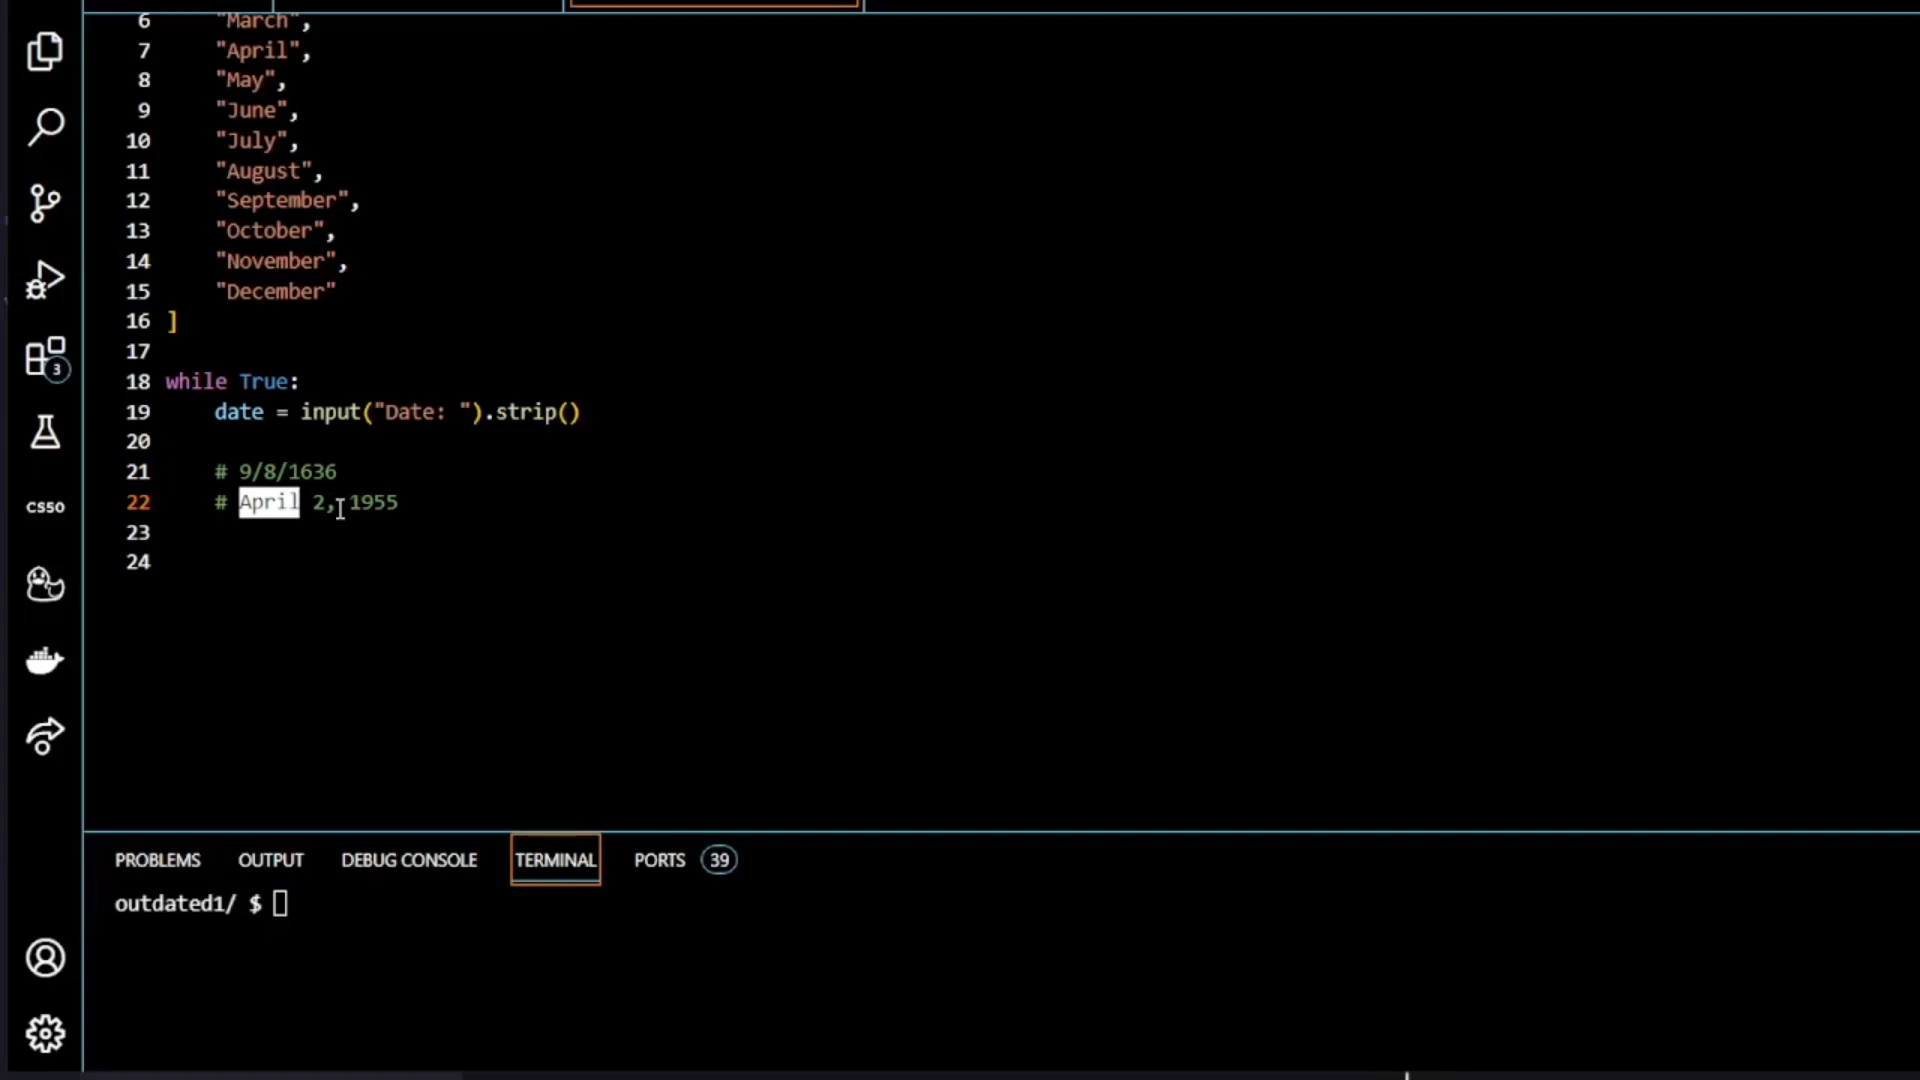 6 "March",
7 "April",
8 "May",
9 "June",
10 "July",
11 "August",
12 "September",
13 "October",
14 "November",
15 "December"
16 ]
17
18 while True:
19 date = input("Date: ").strip()
20
21 # 9/8/1636
22 # April 2, 1955
23
24
3
CS50
PROBLEMS OUTPUT DEBUG CONSOLE TERMINAL PORTS 39
outdated1/ $